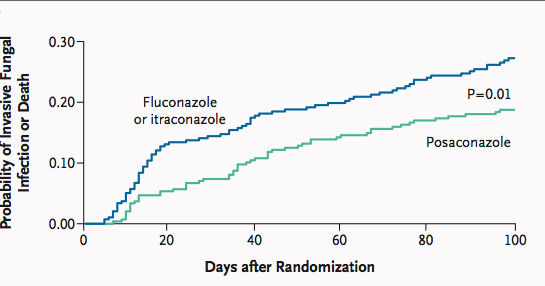 Probability of Invasive Fungal
Infection or Death
0.30
0.20
0.10
0.00
Fluconazole
or itraconazole
P=0.01
Posaconazole
0
20
40
60
80
100
Days after Randomization